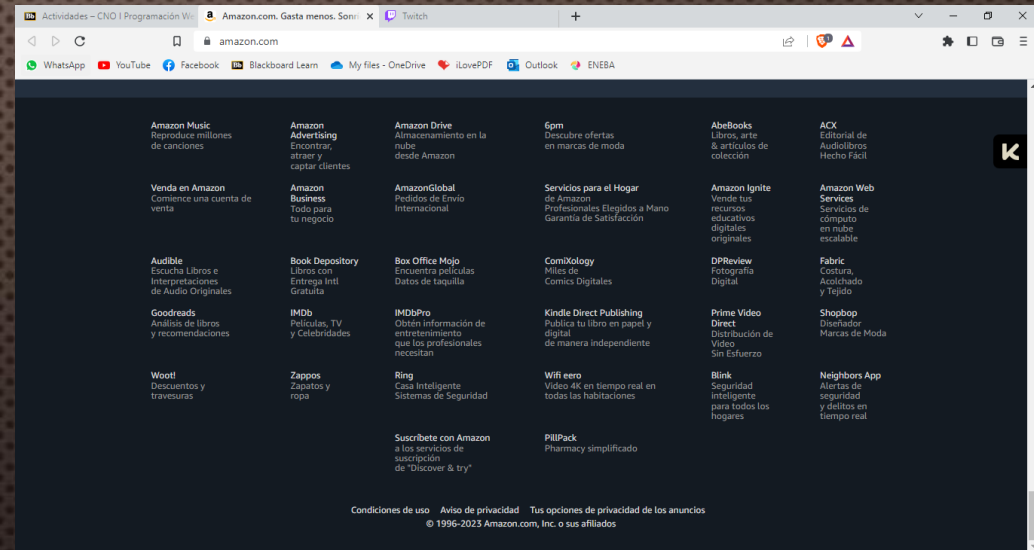 Actividades – CNO I Programación We
Amazon.com. Gasta menos. Sonrí
Twitch
amazon.com
WhatsApp
YouTube
Facebook
Blackboard Learn
My files - OneDrive
iLovePDF
Outlook
ENEBA
Amazon Music
Reproduce millones
de canciones
Amazon
Advertising
Encontrar,
atraer y
captar clientes
Amazon Drive
Almacenamiento en la
nube
desde Amazon
6pm
Descubre ofertas
en marcas de moda
AbeBooks
Libros, arte
& artículos de
colección
ACX
Editorial de
Audiolibros
Hecho Fácil
Venda en Amazon
Comience una cuenta de
venta
Amazon
Business
Todo para
tu negocio
AmazonGlobal
Pedidos de Envío
Internacional
Servicios para el Hogar
de Amazon
Profesionales Elegidos a Mano
Garantía de Satisfacción
Amazon Ignite
Vende tus
recursos
educativos
digitales
originales
Amazon Web
Services
Servicios de
cómputo
en nube
escalable
Audible
Escucha Libros e
Interpretaciones
de Audio Originales
Book Depository
Libros con
Entrega Intl
Gratuita
Box Office Mojo
Encuentra películas
Datos de taquilla
ComiXology
Miles de
Comics Digitales
DPReview
Fotografía
Digital
Fabric
Costura,
Acolchado
y Tejido
Goodreads
Análisis de libros
y recomendaciones
IMDb
Películas, TV
y Celebridades
IMDbPro
Obtén información de
entretenimiento
que los profesionales
necesitan
Kindle Direct Publishing
Publica tu libro en papel y
digital
de manera independiente
Prime Video
Direct
Distribución de
Video
Sin Esfuerzo
Shopbop
Diseñador
Marcas de Moda
Woot!
Descuentos y
travesuras
Zappos
Zapatos y
ropa
Ring
Casa Inteligente
Sistemas de Seguridad
Wifi eero
Video 4K en tiempo real en
todas las habitaciones
Blink
Seguridad
inteligente
para todos los
hogares
Neighbors App
Alertas de
seguridad
y delitos en
tiempo real
Suscríbete con Amazon
a los servicios de
suscripción
de "Discover & try"
PillPack
Pharmacy simplificado
Condiciones de uso Aviso de privacidad Tus opciones de privacidad de los anuncios
© 1996-2023 Amazon.com, Inc. o sus afiliados